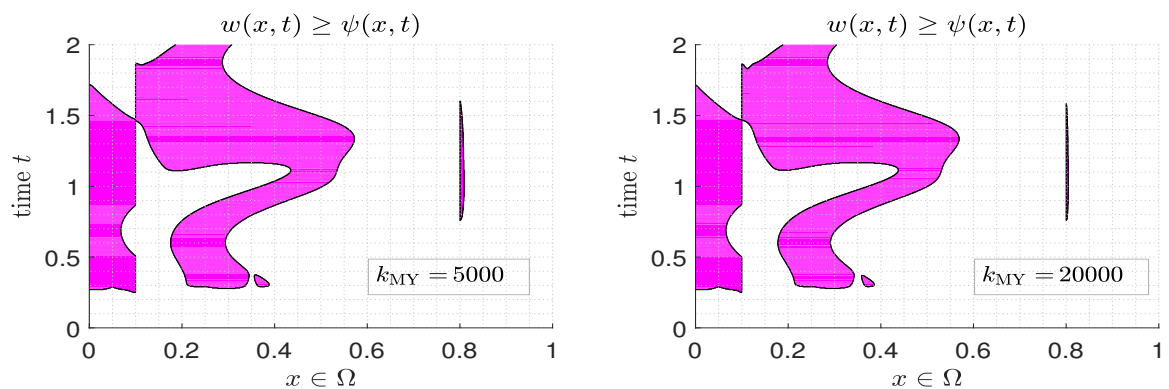 w(x, t) ≥ ψ(x, t)
2
1.5
1
0.5
0
time t
k_MY = 5000
0 0.2 0.4 0.6 0.8 1
x ∈ Ω
w(x, t) ≥ ψ(x, t)
2
1.5
1
0.5
0
time t
k_MY = 20000
0 0.2 0.4 0.6 0.8 1
x ∈ Ω